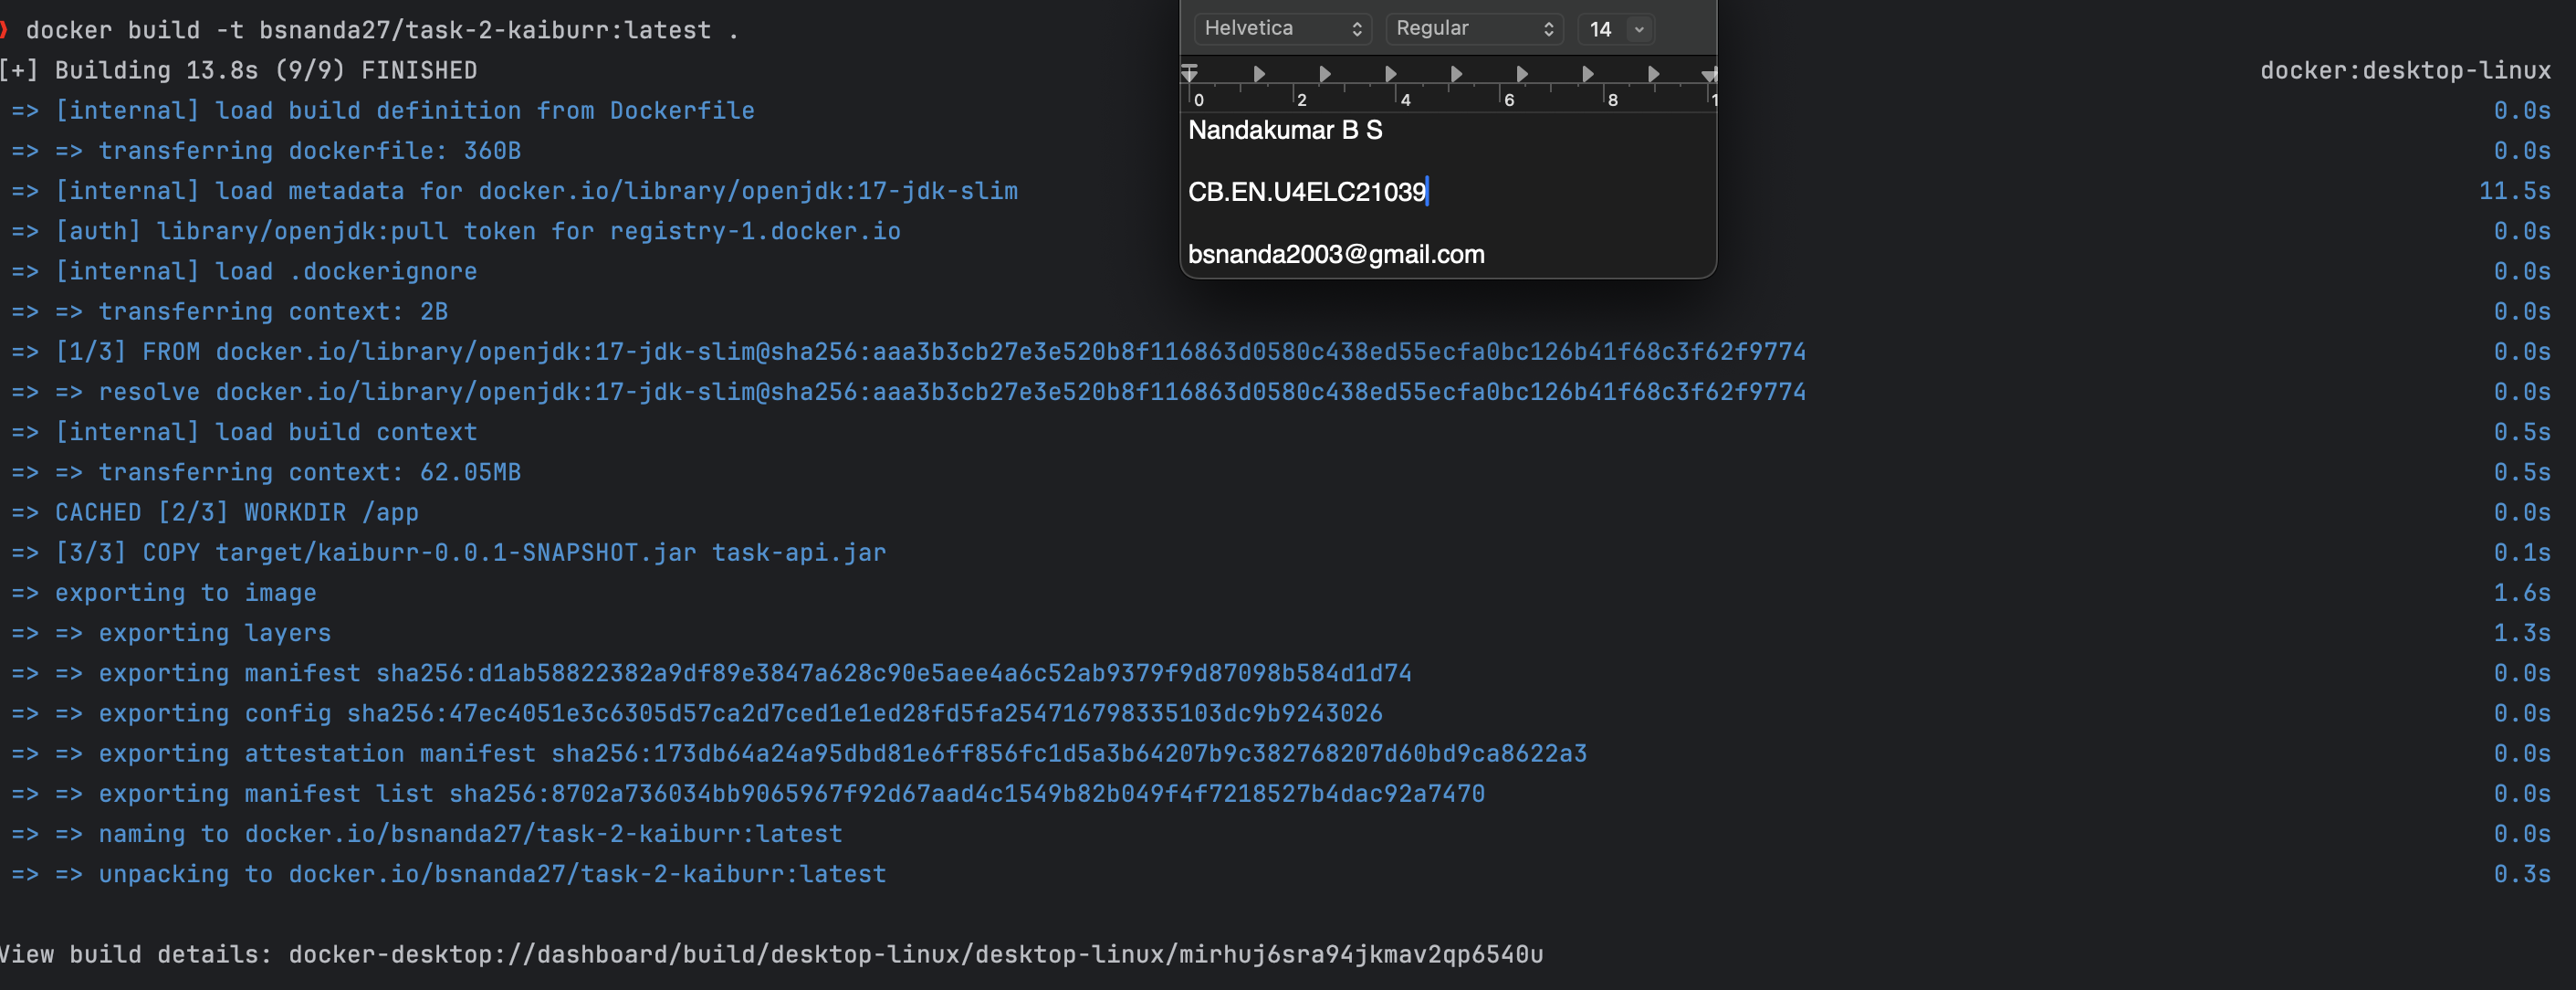 ❯ docker build -t bsnanda27/task-2-kaiburr:latest .
[+] Building 13.8s (9/9) FINISHED docker:desktop-linux
=> [internal] load build definition from Dockerfile 0.0s
=> => transferring dockerfile: 360B 0.0s
=> [internal] load metadata for docker.io/library/openjdk:17-jdk-slim 11.5s
=> [auth] library/openjdk:pull token for registry-1.docker.io 0.0s
=> [internal] load .dockerignore 0.0s
=> => transferring context: 2B 0.0s
=> [1/3] FROM docker.io/library/openjdk:17-jdk-slim@sha256:aaa3b3cb27e3e520b8f116863d0580c438ed55ecfa0bc126b41f68c3f62f9774 0.0s
=> => resolve docker.io/library/openjdk:17-jdk-slim@sha256:aaa3b3cb27e3e520b8f116863d0580c438ed55ecfa0bc126b41f68c3f62f9774 0.0s
=> [internal] load build context 0.5s
=> => transferring context: 62.05MB 0.5s
=> CACHED [2/3] WORKDIR /app 0.0s
=> [3/3] COPY target/kaiburr-0.0.1-SNAPSHOT.jar task-api.jar 0.1s
=> exporting to image 1.6s
=> => exporting layers 1.3s
=> => exporting manifest sha256:d1ab58822382a9df89e3847a628c90e5aee4a6c52ab9379f9d87098b584d1d74 0.0s
=> => exporting config sha256:47ec4051e3c6305d57ca2d7ced1e1ed28fd5fa254716798335103dc9b9243026 0.0s
=> => exporting attestation manifest sha256:173db64a24a95dbd81e6ff856fc1d5a3b64207b9c382768207d60bd9ca8622a3 0.0s
=> => exporting manifest list sha256:8702a736034bb9065967f92d67aad4c1549b82b049f4f7218527b4dac92a7470 0.0s
=> => naming to docker.io/bsnanda27/task-2-kaiburr:latest 0.0s
=> => unpacking to docker.io/bsnanda27/task-2-kaiburr:latest 0.3s
View build details: docker-desktop://dashboard/build/desktop-linux/desktop-linux/mirhuj6sra94jkmav2qp6540u
Helvetica Regular 14
0 2 4 6 8 1
Nandakumar B S
CB.EN.U4ELC21039
bsnanda2003@gmail.com